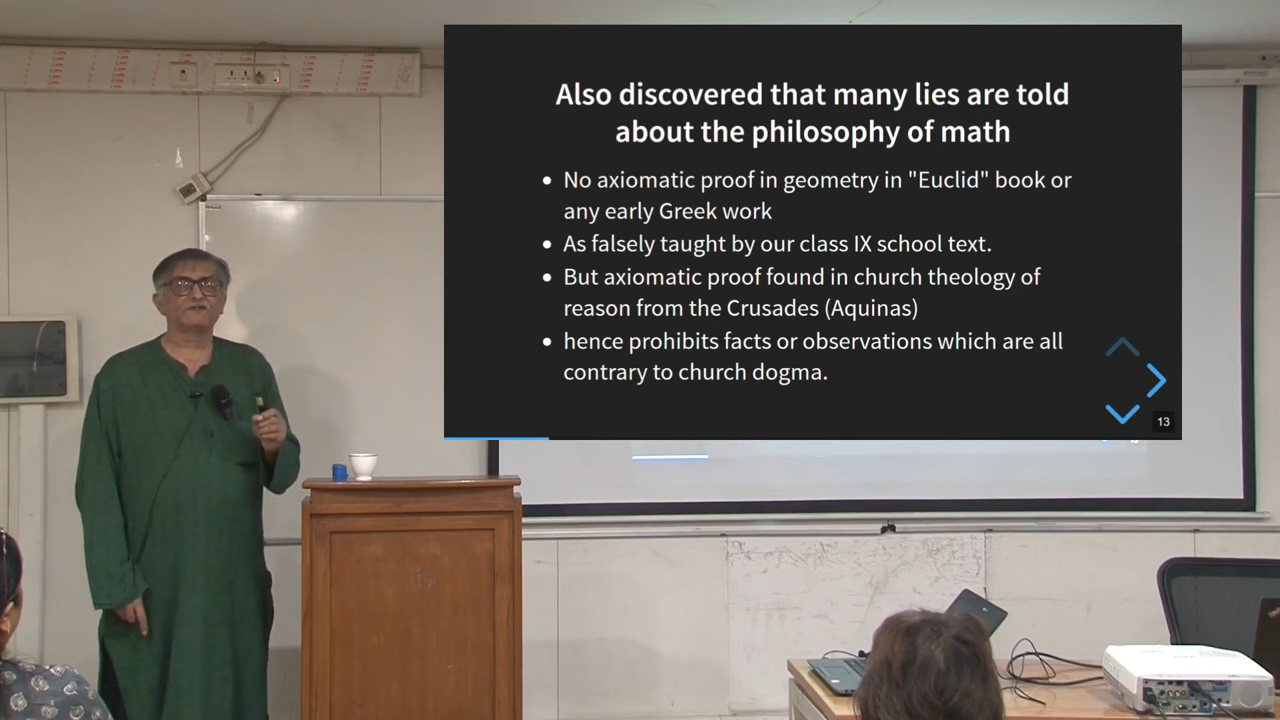 Also discovered that many lies are told
about the philosophy of math
No axiomatic proof in geometry in "Euclid" book or
any early Greek work
As falsely taught by our class IX school text.
But axiomatic proof found in church theology of
reason from the Crusades (Aquinas)
hence prohibits facts or observations which are all
contrary to church dogma.
13